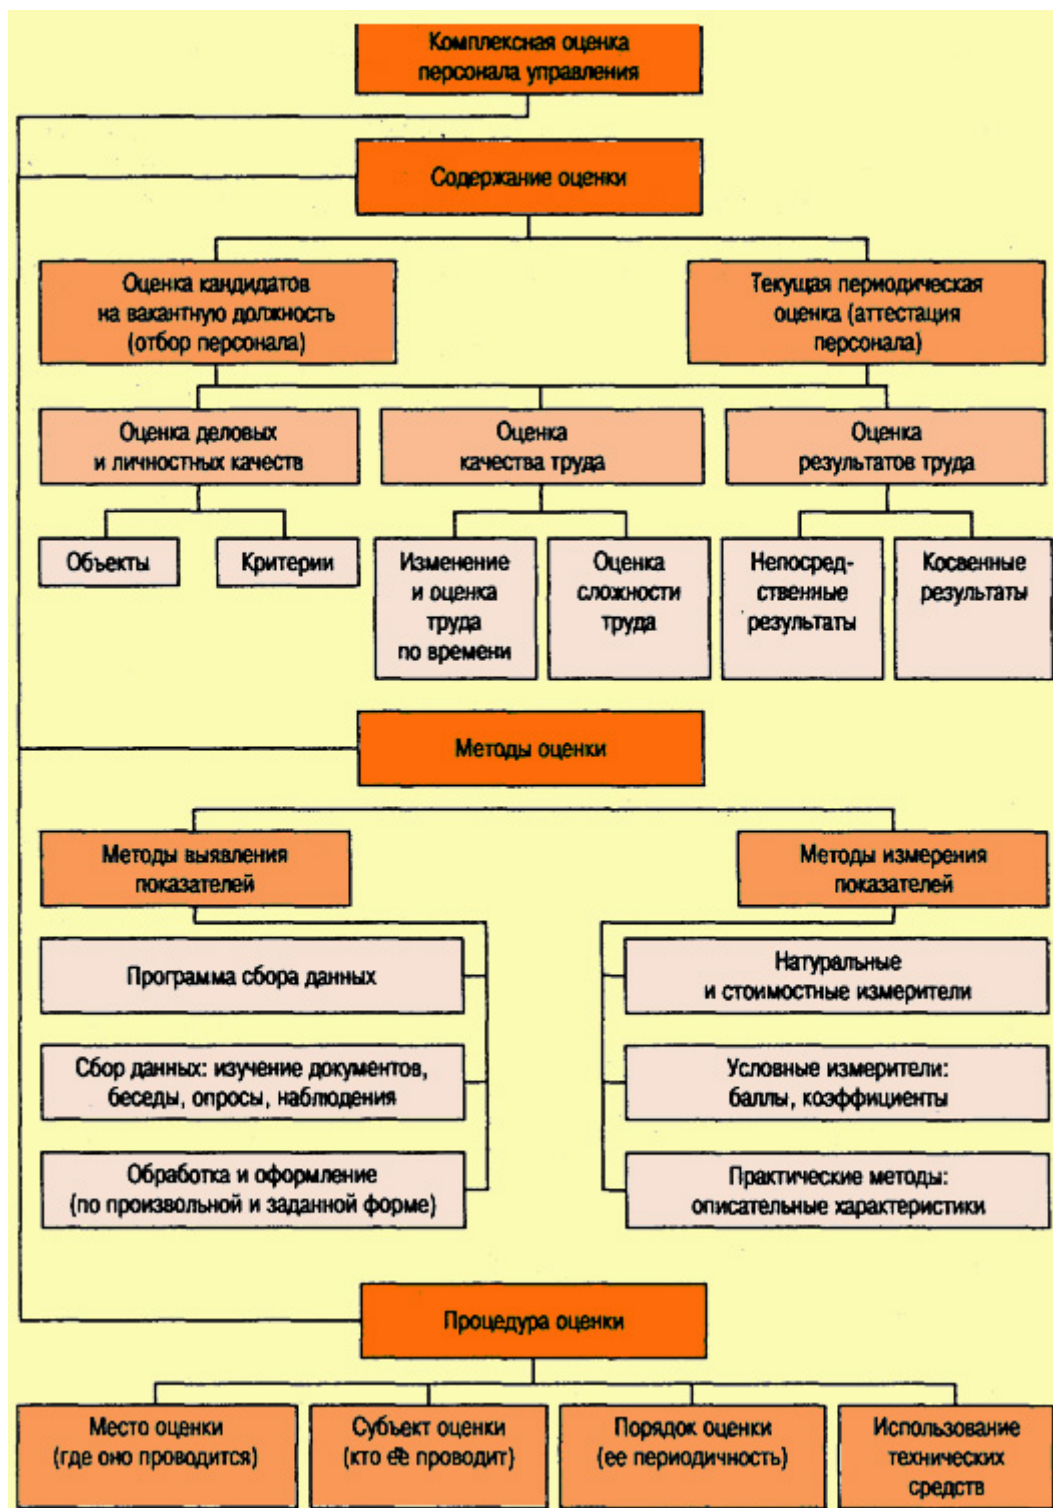 Комплексная оценка
персонала управления
Содержание оценки
Оценка кандидатов
на вакантную должность
(отбор персонала)
Текущая периодическая
оценка (аттестация
персонала)
Оценка деловых
и личностных качеств
Оценка
качества труда
Оценка
результатов труда
Объекты
Критерии
Изменение
и оценка
труда
по времени
Оценка
сложности
труда
Непосред-
ственные
результаты
Косвенные
результаты
Методы оценки
Методы выявления
показателей
Методы измерения
показателей
Программа сбора данных
Сбор данных: изучение документов,
беседы, опросы, наблюдения
Обработка и оформление
(по произвольной и заданной форме)
Натуральные
и стоимостные измерители
Условные измерители:
баллы, коэффициенты
Практические методы:
описательные характеристики
Процедура оценки
Место оценки
(где оно проводится)
Субъект оценки
(кто её проводит)
Порядок оценки
(ее периодичность)
Использование
технических
средств